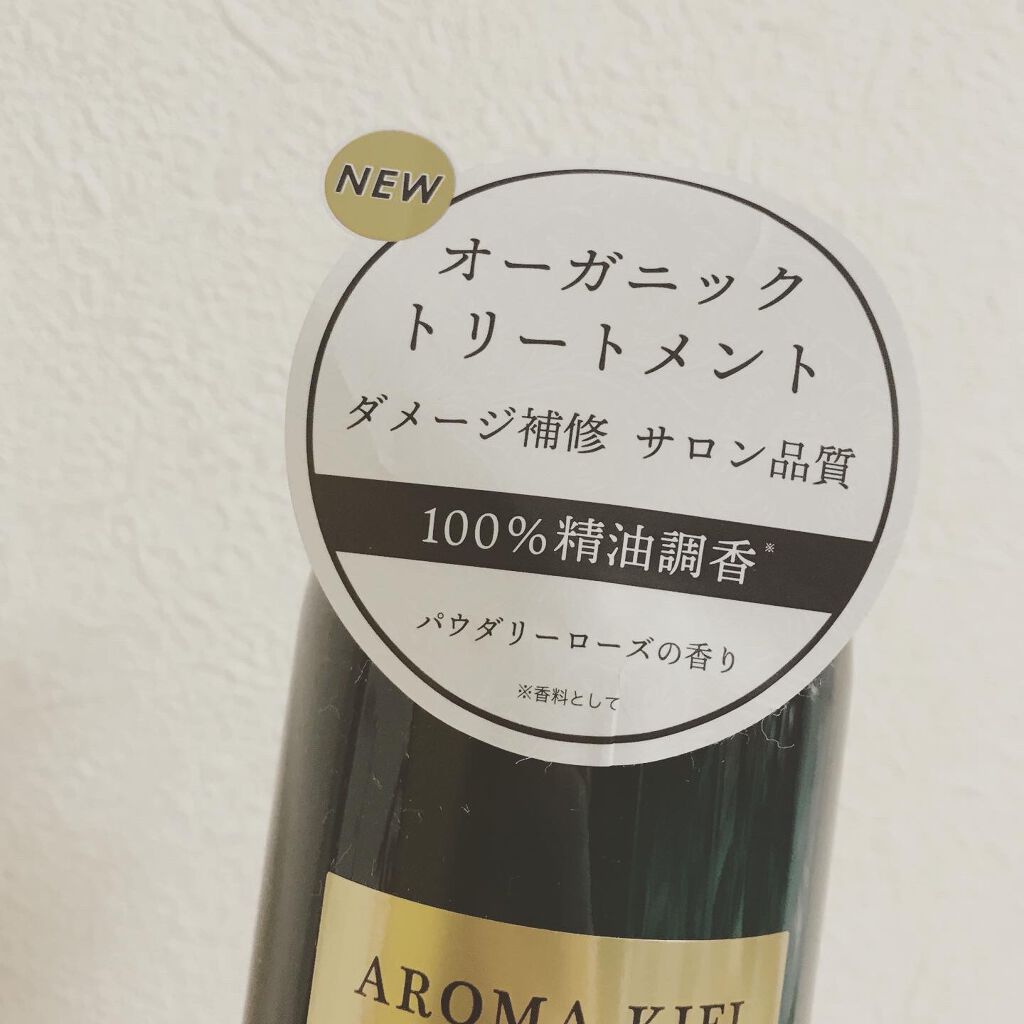 NEW
オーガニック
トリートメント
ダメージ補修 サロン品質
100%精油調香※
パウダリーローズの香り
※香料として
AROMA KIFI